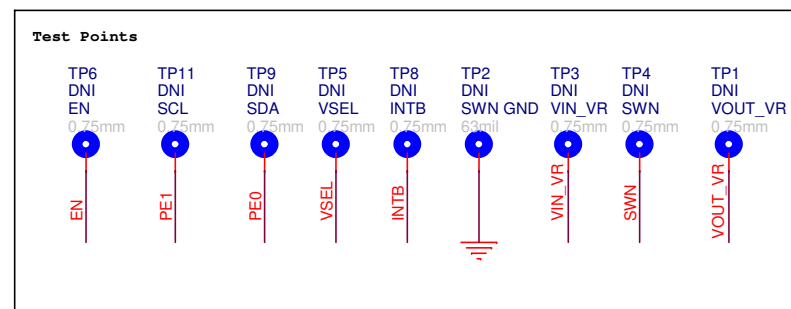 Test Points
TP6
DNI
EN
0.75mm
EN
TP11
DNI
SCL
0.75mm
PE1
TP9
DNI
SDA
0.75mm
PE0
TP5
DNI
VSEL
0.75mm
VSEL
TP8
DNI
INTB
0.75mm
INTB
TP2
DNI
SWN GND
63mil
TP3
DNI
VIN_VR
0.75mm
VIN_VR
TP4
DNI
SWN
0.75mm
SWN
TP1
DNI
VOUT_VR
0.75mm
VOUT_VR